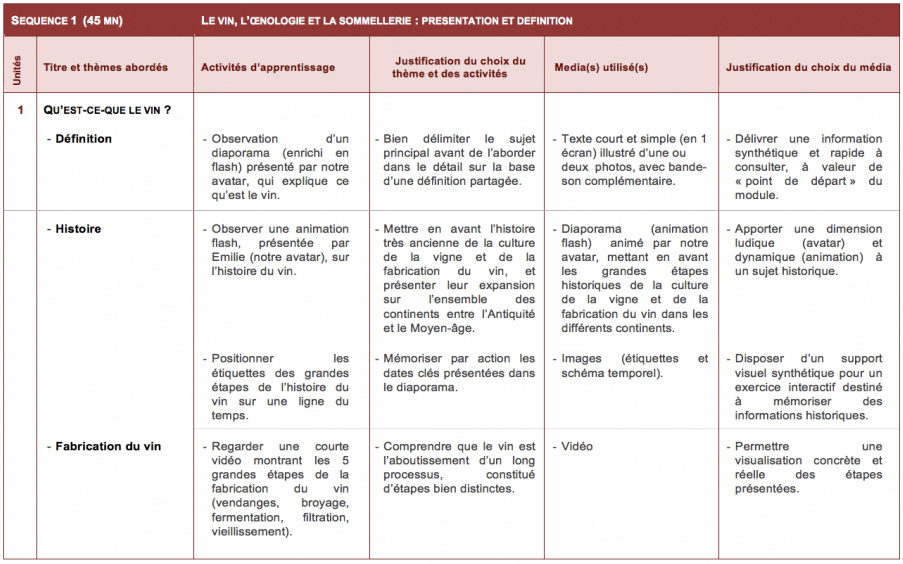 SEQUENCE 1 (45 MN)
LE VIN, L'ŒNOLOGIE ET LA SOMMELLERIE : PRESENTATION ET DEFINITION
Unités
Titre et thèmes abordés
Activités d'apprentissage
Justification du choix du
thème et des activités
Media(s) utilisé(s)
Justification du choix du média
1
QU'EST-CE-QUE LE VIN ?
- Définition
- Observation d'un
diaporama (enrichi en
flash) présenté par notre
avatar, qui explique ce
qu'est le vin.
- Bien délimiter le sujet
principal avant de l'aborder
dans le détail sur la base
d'une définition partagée.
- Texte court et simple (en 1
écran) illustré d'une ou
deux photos, avec bande-
son complémentaire.
- Délivrer une information
synthétique et rapide à
consulter, à valeur de
« point de départ » du
module.
- Histoire
- Observer une animation
flash, présentée par
Emilie (notre avatar), sur
l'histoire du vin.
- Mettre en avant l'histoire
très ancienne de la culture
de la vigne et de la
fabrication du vin, et
présenter leur expansion
sur l'ensemble des
continents entre l'Antiquité
et le Moyen-âge.
- Diaporama (animation
flash) animé par notre
avatar, mettant en avant
les grandes étapes
historiques de la culture
de la vigne et de la
fabrication du vin dans les
différents continents.
- Apporter une dimension
ludique (avatar) et
dynamique (animation) à
un sujet historique.
- Positionner les
étiquettes des grandes
étapes de l'histoire du
vin sur une ligne du
temps.
- Mémoriser par action les
dates clés présentées dans
le diaporama.
- Images (étiquettes et
schéma temporel).
- Disposer d'un support
visuel synthétique pour un
exercice interactif destiné
à mémoriser des
informations historiques.
- Fabrication du vin
- Regarder une courte
vidéo montrant les 5
grandes étapes de la
fabrication du vin
(vendanges, broyage,
fermentation, filtration,
vieillissement).
- Comprendre que le vin est
l'aboutissement d'un long
processus, constitué
d'étapes bien distinctes.
- Vidéo
- Permettre une
visualisation concrète et
réelle des étapes
présentées.